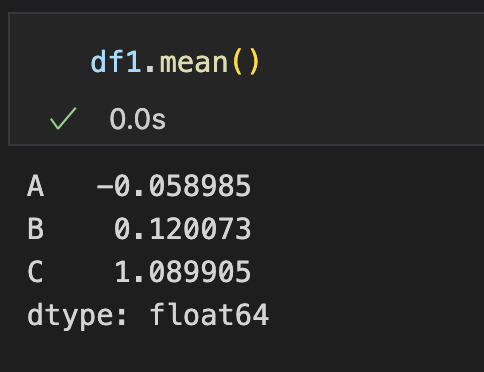 df1.mean()
✓ 0.0s
A -0.058985
B 0.120073
C 1.089905
dtype: float64